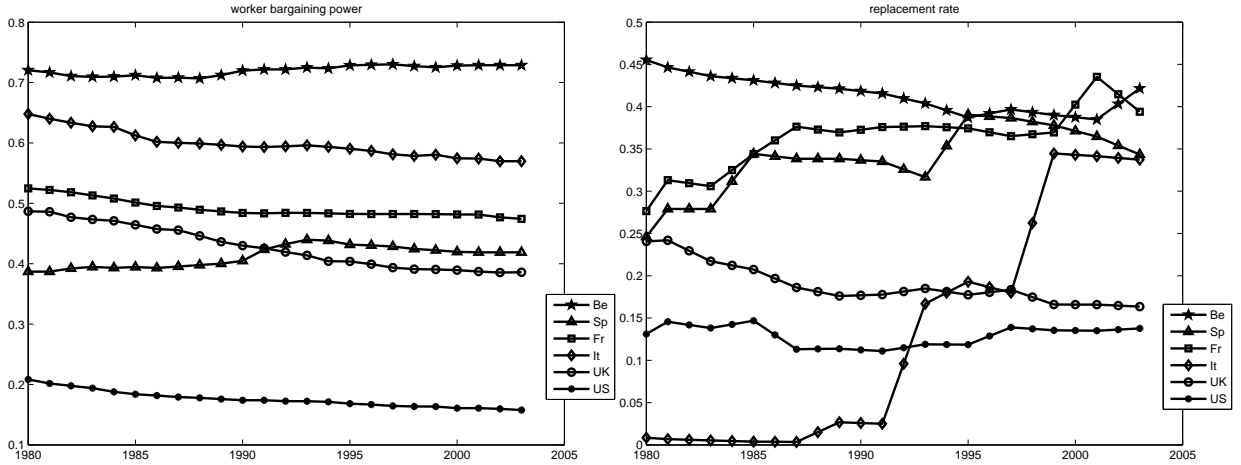 worker bargaining power
0.8
0.7
0.6
0.5
0.4
0.3
0.2
0.1
1980 1985 1990 1995 2000 2005
Be
Sp
Fr
It
UK
US
replacement rate
0.5
0.45
0.4
0.35
0.3
0.25
0.2
0.15
0.1
0.05
0
1980 1985 1990 1995 2000 2005
Be
Sp
Fr
It
UK
US